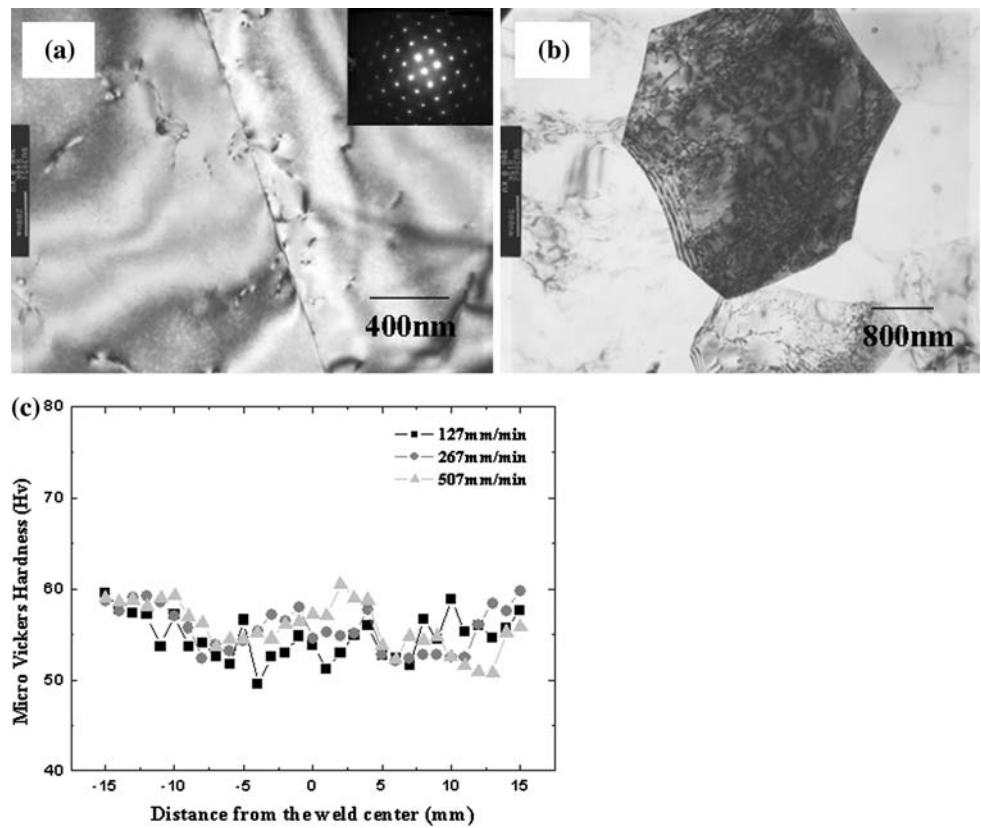 (a)
400nm
(b)
800nm
(c)
80
70
60
50
40
Micro Vickers Hardness (Hv)
127mm/min
267mm/min
507mm/min
-15
-10
-5
0
5
10
15
Distance from the weld center (mm)